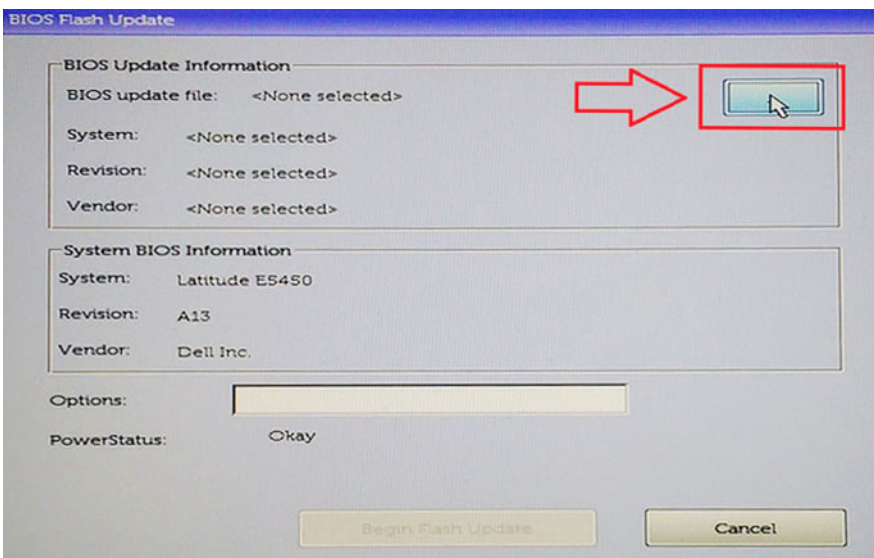 BIOS Flash Update
BIOS Update Information
BIOS update file: <None selected>
System: <None selected>
Revision: <None selected>
Vendor: <None selected>
System BIOS Information
System: Latitude E5450
Revision: A13
Vendor: Dell Inc.
Options:
PowerStatus: Okay
Begin Flash Update Cancel